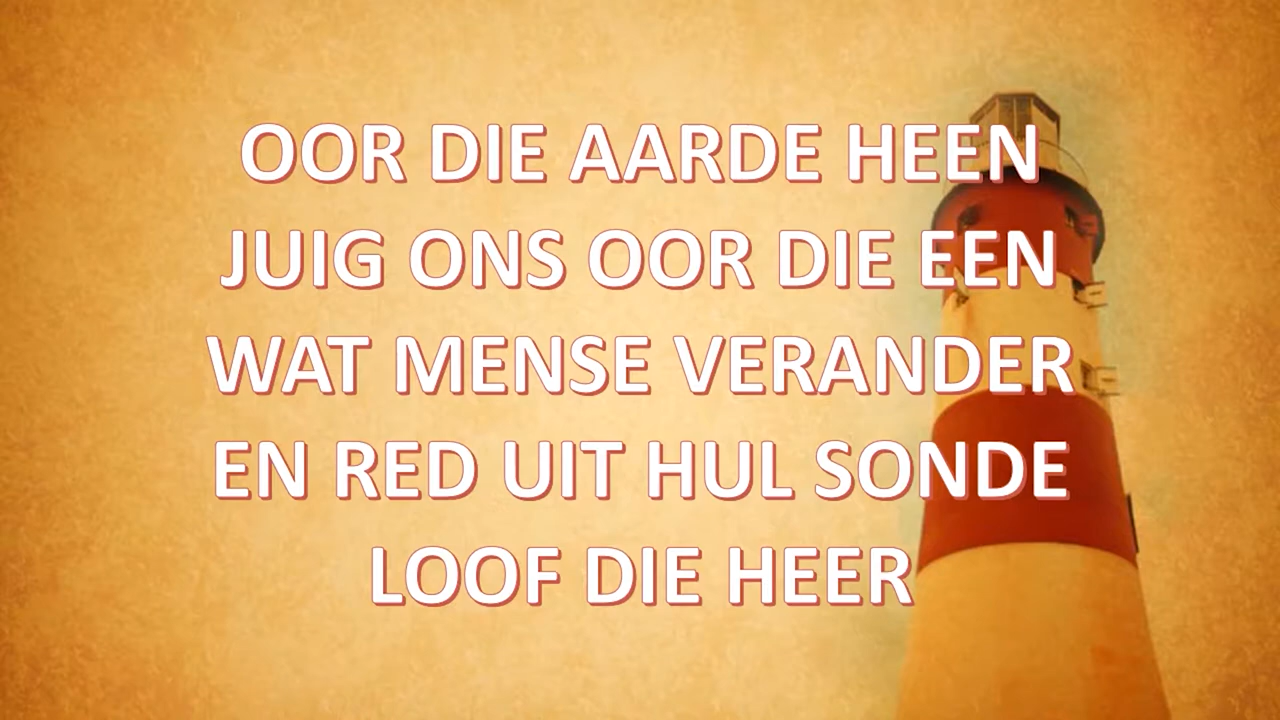 OOR DIE AARDE HEEN
JUIG ONS OOR DIE EEN
WAT MENSE VERANDER
EN RED UIT HUL SONDE
LOOF DIE HEER